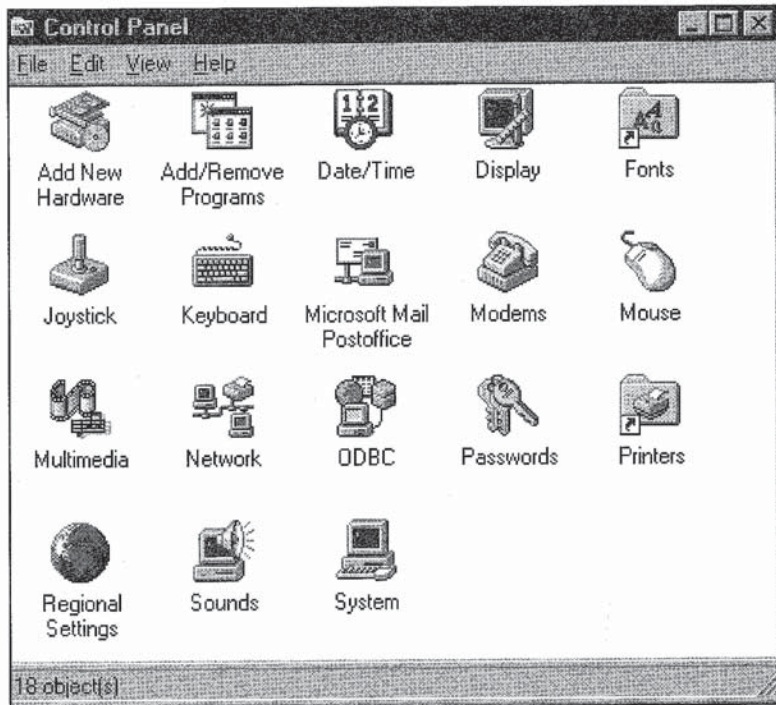 Control Panel
File Edit View Help
Add New Hardware
Add/Remove Programs
Date/Time
Display
Fonts
Joystick
Keyboard
Microsoft Mail Postoffice
Modems
Mouse
Multimedia
Network
ODBC
Passwords
Printers
Regional Settings
Sounds
System
18 object(s)